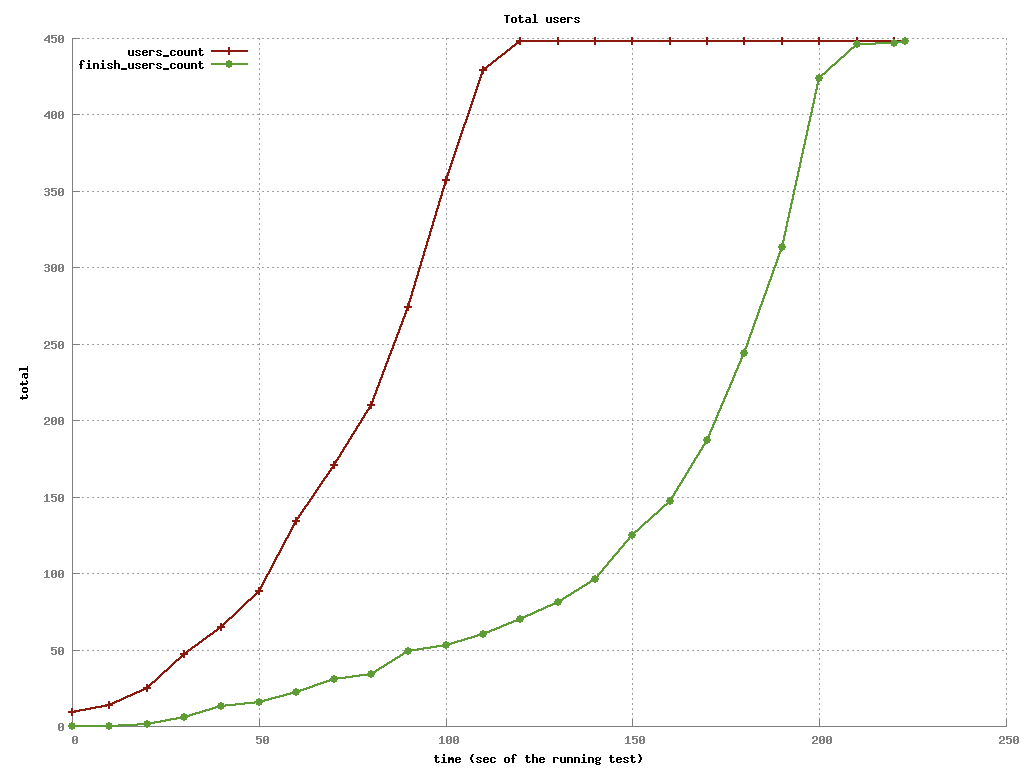 Total users
users_count
finish_users_count
450
400
350
300
250
200
150
100
50
0
total
0 50 100 150 200 250
time (sec of the running test)